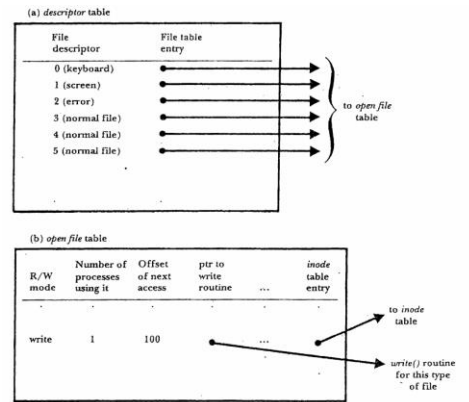 (a) descriptor table
File descriptor File table entry
0 (keyboard)
1 (screen)
2 (error)
3 (normal file)
4 (normal file)
5 (normal file)
to open file table
(b) open file table
R/W mode Number of processes using it Offset of next access ptr to write routine ... inode table entry
write 1 100 ...
to inode table
write() routine for this type of file